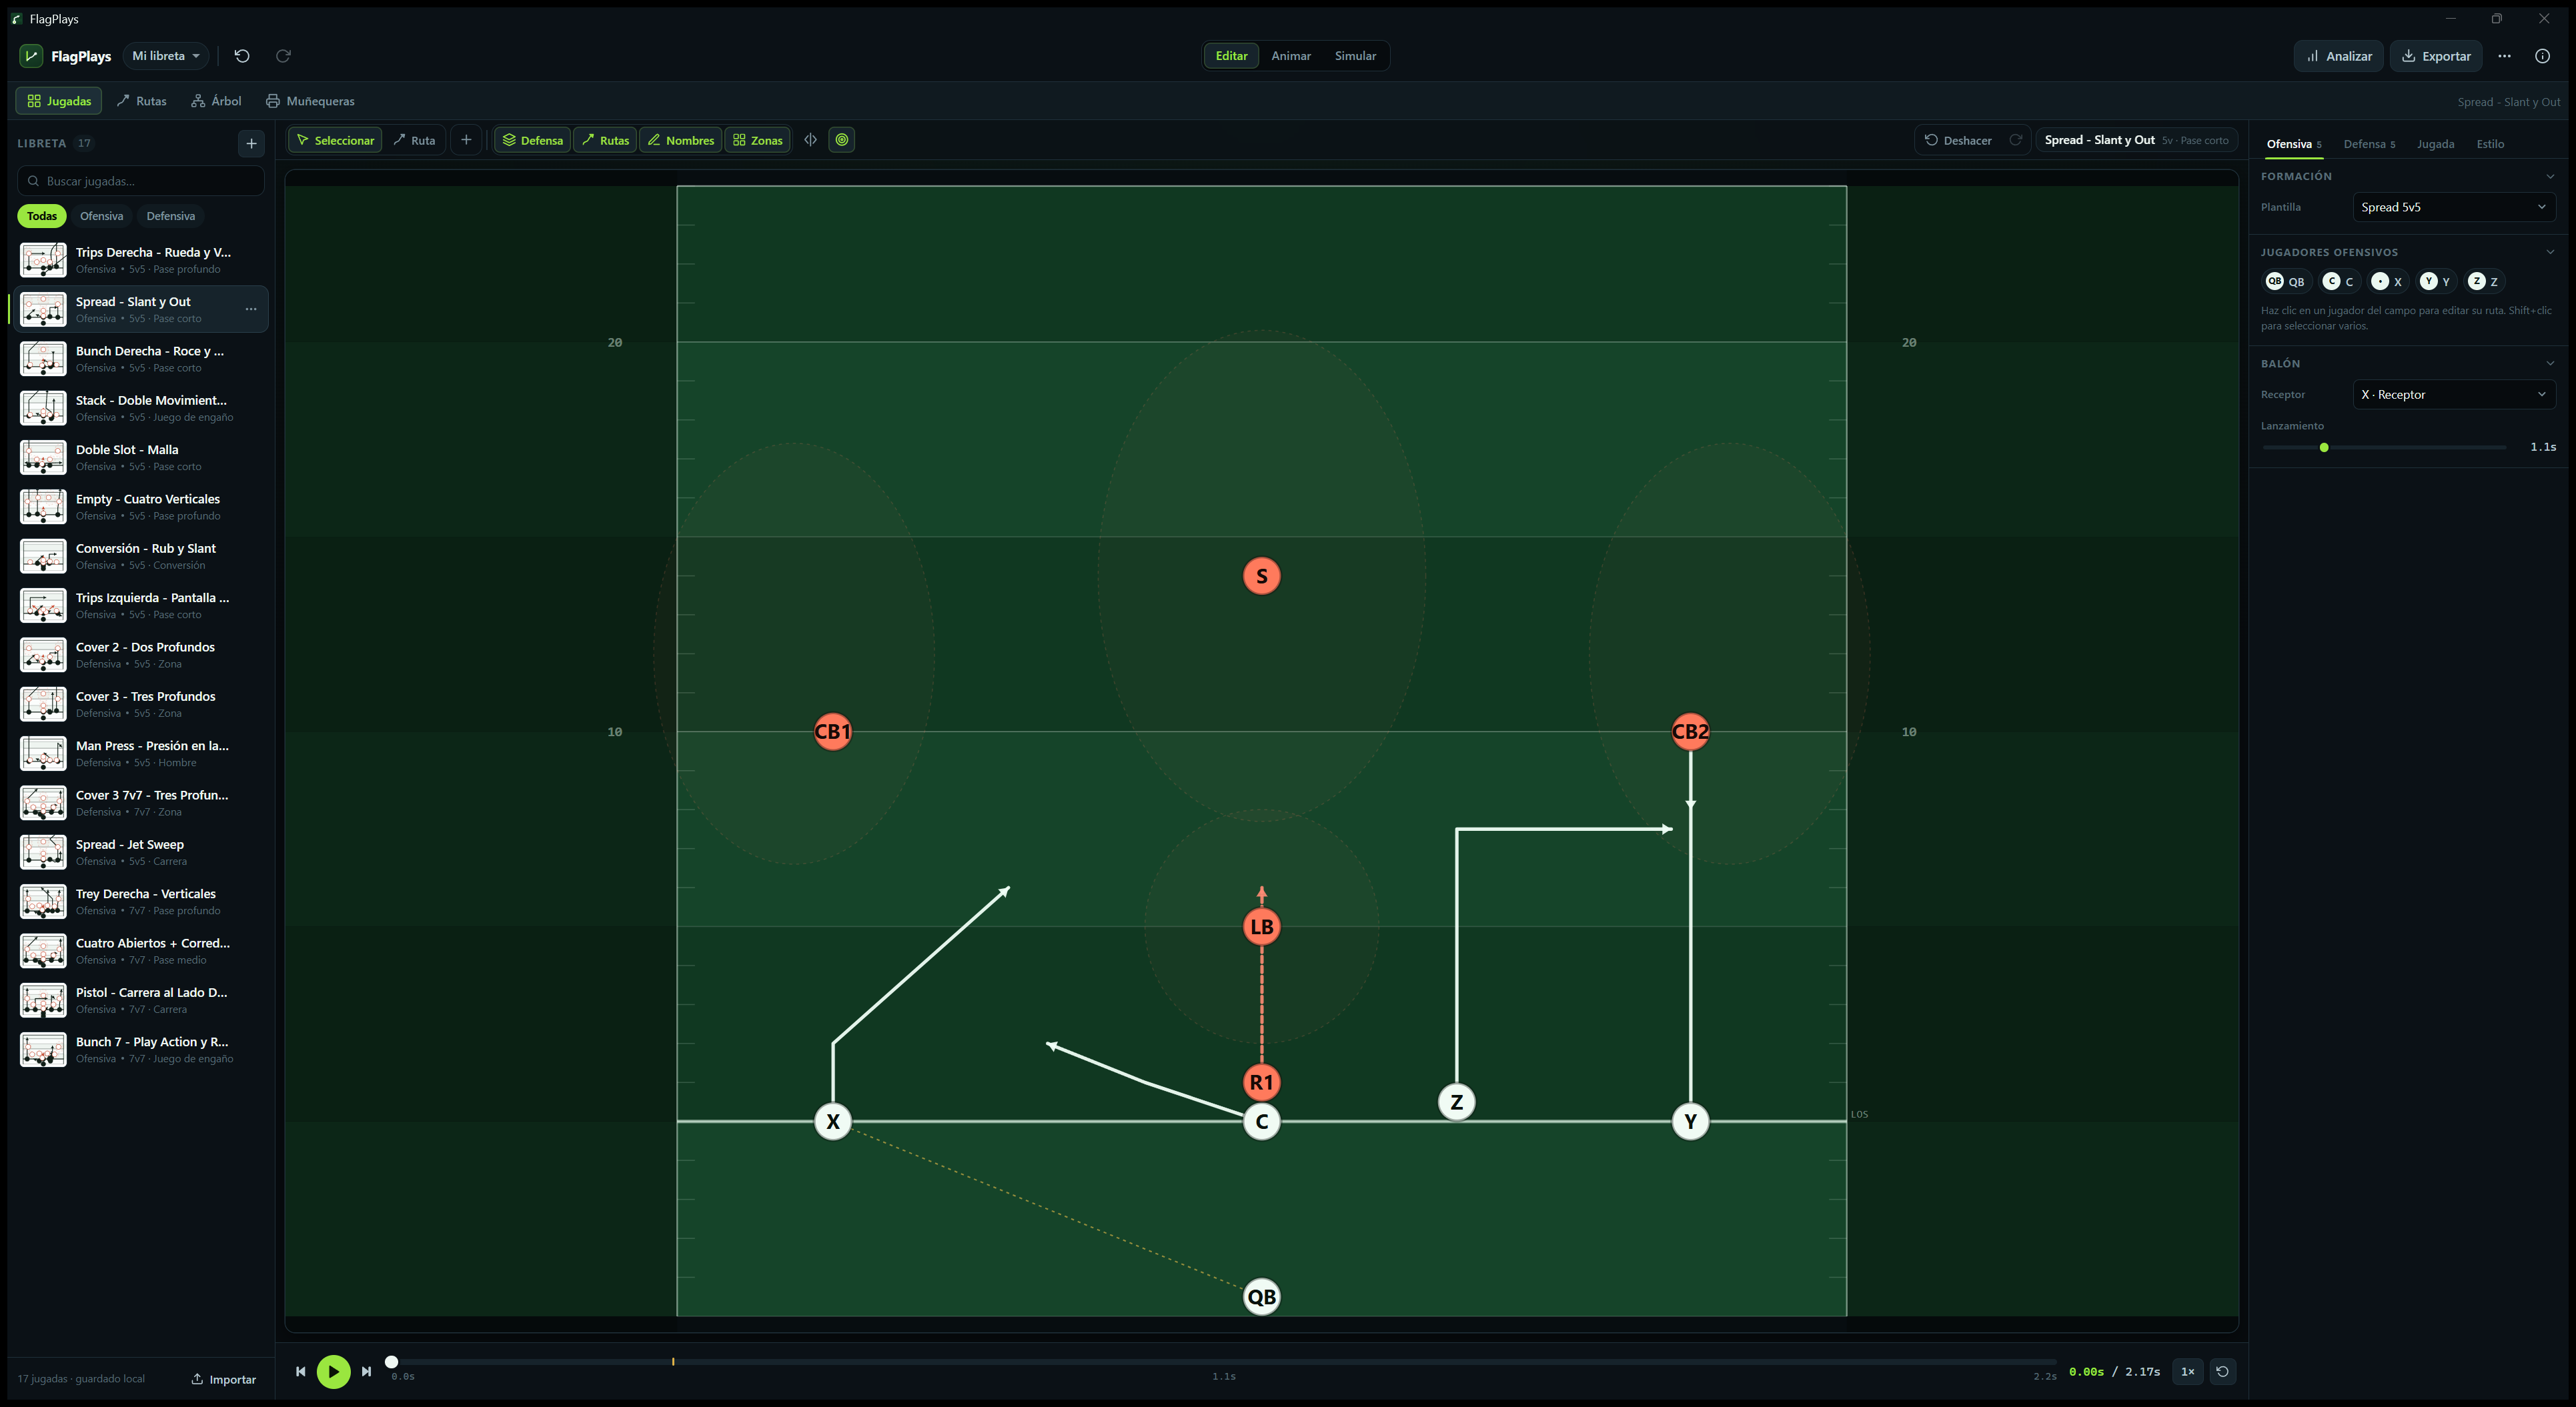 FlagPlays
FlagPlays Mi libreta Editar Animar Simular Analizar Exportar
Jugadas Rutas Árbol Muñequeras Spread - Slant y Out
LIBRETA 17
Buscar jugadas...
Todas Ofensiva Defensiva
Trips Derecha - Rueda y V...
Ofensiva • 5v5 · Pase profundo
Spread - Slant y Out
Ofensiva • 5v5 · Pase corto
Bunch Derecha - Roce y ...
Ofensiva • 5v5 · Pase corto
Stack - Doble Movimient...
Ofensiva • 5v5 · Juego de engaño
Doble Slot - Malla
Ofensiva • 5v5 · Pase corto
Empty - Cuatro Verticales
Ofensiva • 5v5 · Pase profundo
Conversión - Rub y Slant
Ofensiva • 5v5 · Conversión
Trips Izquierda - Pantalla ...
Ofensiva • 5v5 · Pase corto
Cover 2 - Dos Profundos
Defensiva • 5v5 · Zona
Cover 3 - Tres Profundos
Defensiva • 5v5 · Zona
Man Press - Presión en la...
Defensiva • 5v5 · Hombre
Cover 3 7v7 - Tres Profun...
Defensiva • 7v7 · Zona
Spread - Jet Sweep
Ofensiva • 5v5 · Carrera
Trey Derecha - Verticales
Ofensiva • 7v7 · Pase profundo
Cuatro Abiertos + Corred...
Ofensiva • 7v7 · Pase medio
Pistol - Carrera al Lado D...
Ofensiva • 7v7 · Carrera
Bunch 7 - Play Action y R...
Ofensiva • 7v7 · Juego de engaño
17 jugadas · guardado local Importar
Seleccionar Ruta Defensa Rutas Nombres Zonas Deshacer Spread - Slant y Out 5v · Pase corto
20 20
S
10 CB1 CB2 10
LB
R1
Z
X C Y LOS
QB
0.00s / 2.17s 1×
0.0s 1.1s 2.2s
Ofensiva 5 Defensa 5 Jugada Estilo
FORMACIÓN
Plantilla Spread 5v5
JUGADORES OFENSIVOS
QB QB C C • X Y Y Z Z
Haz clic en un jugador del campo para editar su ruta. Shift+clic
para seleccionar varios.
BALÓN
Receptor X · Receptor
Lanzamiento
1.1s